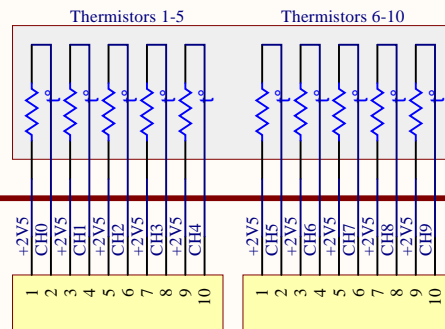 Thermistors 1-5 Thermistors 6-10
t° t° t° t° t° t° t° t° t° t°
+2V5 CH0 +2V5 CH1 +2V5 CH2 +2V5 CH3 +2V5 CH4 +2V5 CH5 +2V5 CH6 +2V5 CH7 +2V5 CH8 +2V5 CH9
1 2 3 4 5 6 7 8 9 10 1 2 3 4 5 6 7 8 9 10